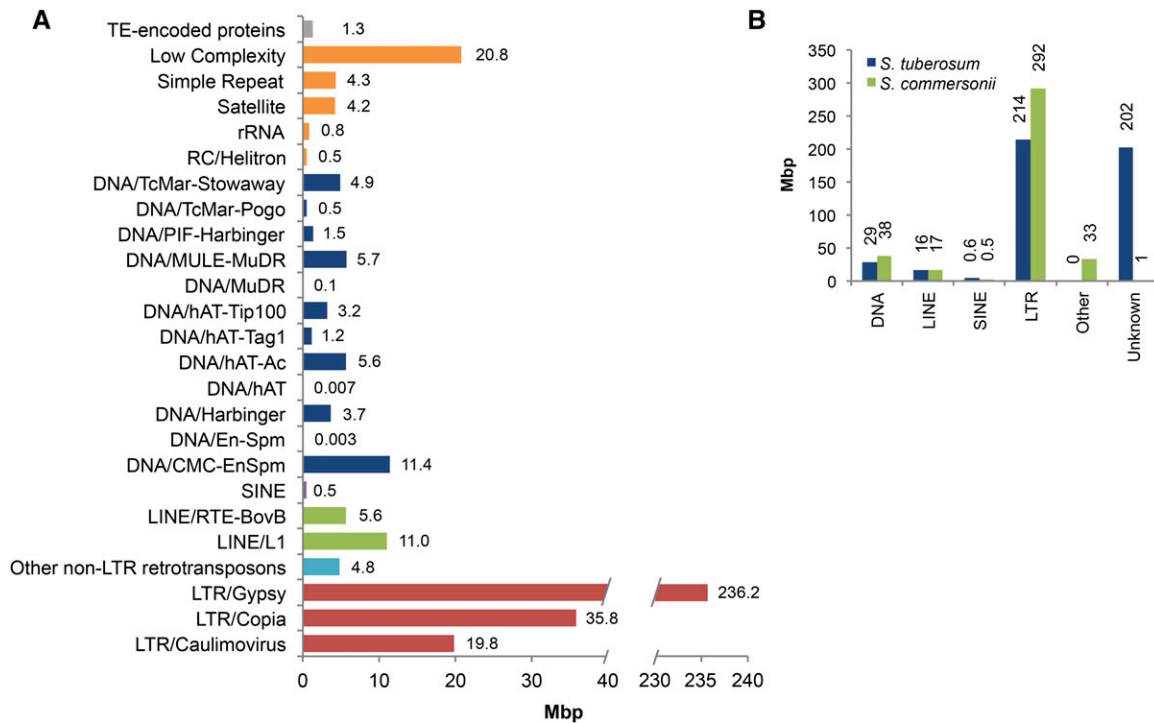 A
TE-encoded proteins 1.3
Low Complexity 20.8
Simple Repeat 4.3
Satellite 4.2
rRNA 0.8
RC/Helitron 0.5
DNA/TcMar-Stowaway 4.9
DNA/TcMar-Pogo 0.5
DNA/PIF-Harbinger 1.5
DNA/MULE-MuDR 5.7
DNA/MuDR 0.1
DNA/hAT-Tip100 3.2
DNA/hAT-Tag1 1.2
DNA/hAT-Ac 5.6
DNA/hAT 0.007
DNA/Harbinger 3.7
DNA/En-Spm 0.003
DNA/CMC-EnSpm 11.4
SINE 0.5
LINE/RTE-BovB 5.6
LINE/L1 11.0
Other non-LTR retrotransposons 4.8
LTR/Gypsy 236.2
LTR/Copia 35.8
LTR/Caulimovirus 19.8
0 10 20 30 40 230 235 240
Mbp
B
S. tuberosum
S. commersonii
Mbp
350
300
250
200
150
100
50
0
29 38 16 17 0.6 0.5 214 292 0 33 202 1
DNA LINE SINE LTR Other Unknown